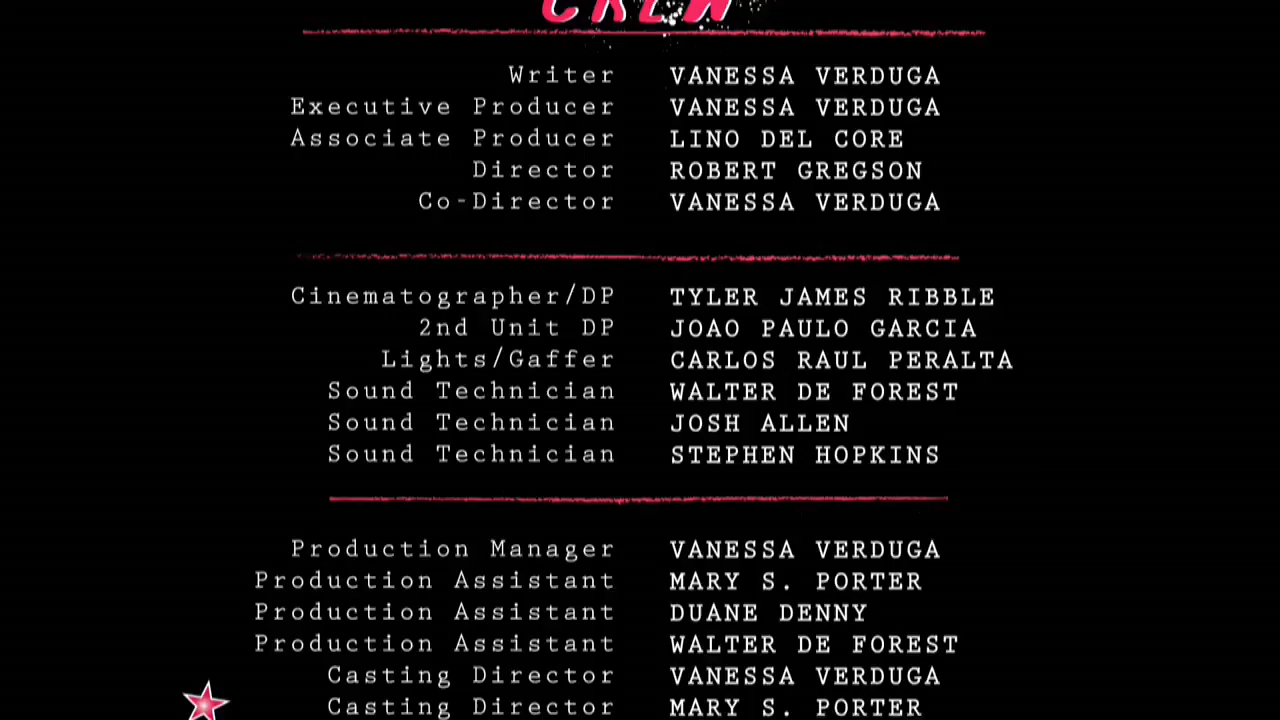 CREW
Writer VANESSA VERDUGA
Executive Producer VANESSA VERDUGA
Associate Producer LINO DEL CORE
Director ROBERT GREGSON
Co-Director VANESSA VERDUGA
Cinematographer/DP TYLER JAMES RIBBLE
2nd Unit DP JOAO PAULO GARCIA
Lights/Gaffer CARLOS RAUL PERALTA
Sound Technician WALTER DE FOREST
Sound Technician JOSH ALLEN
Sound Technician STEPHEN HOPKINS
Production Manager VANESSA VERDUGA
Production Assistant MARY S. PORTER
Production Assistant DUANE DENNY
Production Assistant WALTER DE FOREST
Casting Director VANESSA VERDUGA
Casting Director MARY S. PORTER